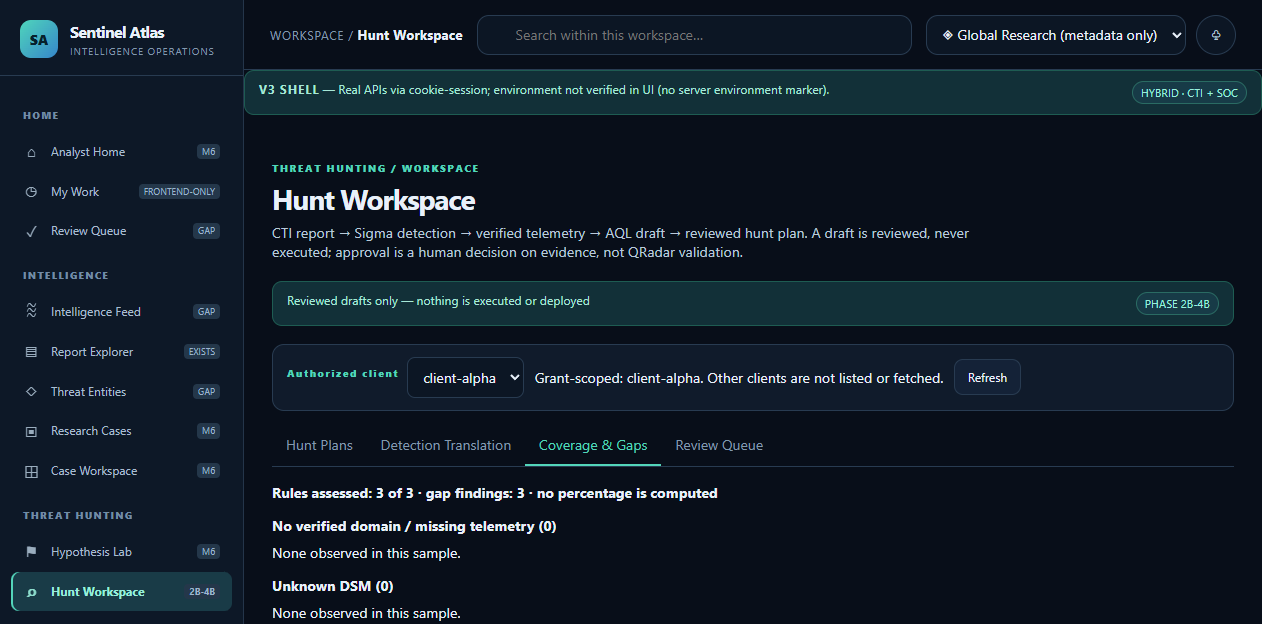 SA
Sentinel Atlas
INTELLIGENCE OPERATIONS
WORKSPACE / Hunt Workspace
Search within this workspace...
◈ Global Research (metadata only)
V3 SHELL — Real APIs via cookie-session; environment not verified in UI (no server environment marker).
HYBRID · CTI + SOC
HOME
Analyst Home M6
My Work FRONTEND-ONLY
Review Queue GAP
INTELLIGENCE
Intelligence Feed GAP
Report Explorer EXISTS
Threat Entities GAP
Research Cases M6
Case Workspace M6
THREAT HUNTING
Hypothesis Lab M6
Hunt Workspace 2B-4B
THREAT HUNTING / WORKSPACE
Hunt Workspace
CTI report → Sigma detection → verified telemetry → AQL draft → reviewed hunt plan. A draft is reviewed, never
executed; approval is a human decision on evidence, not QRadar validation.
Reviewed drafts only — nothing is executed or deployed
PHASE 2B-4B
Authorized client client-alpha Grant-scoped: client-alpha. Other clients are not listed or fetched. Refresh
Hunt Plans Detection Translation Coverage & Gaps Review Queue
Rules assessed: 3 of 3 · gap findings: 3 · no percentage is computed
No verified domain / missing telemetry (0)
None observed in this sample.
Unknown DSM (0)
None observed in this sample.